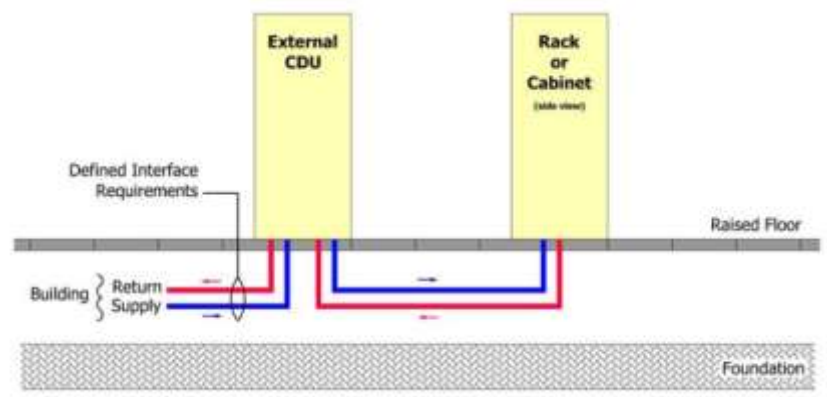 External
CDU
Rack
or
Cabinet
(side view)
Defined Interface
Requirements
Raised Floor
Building
Return
Supply
Foundation